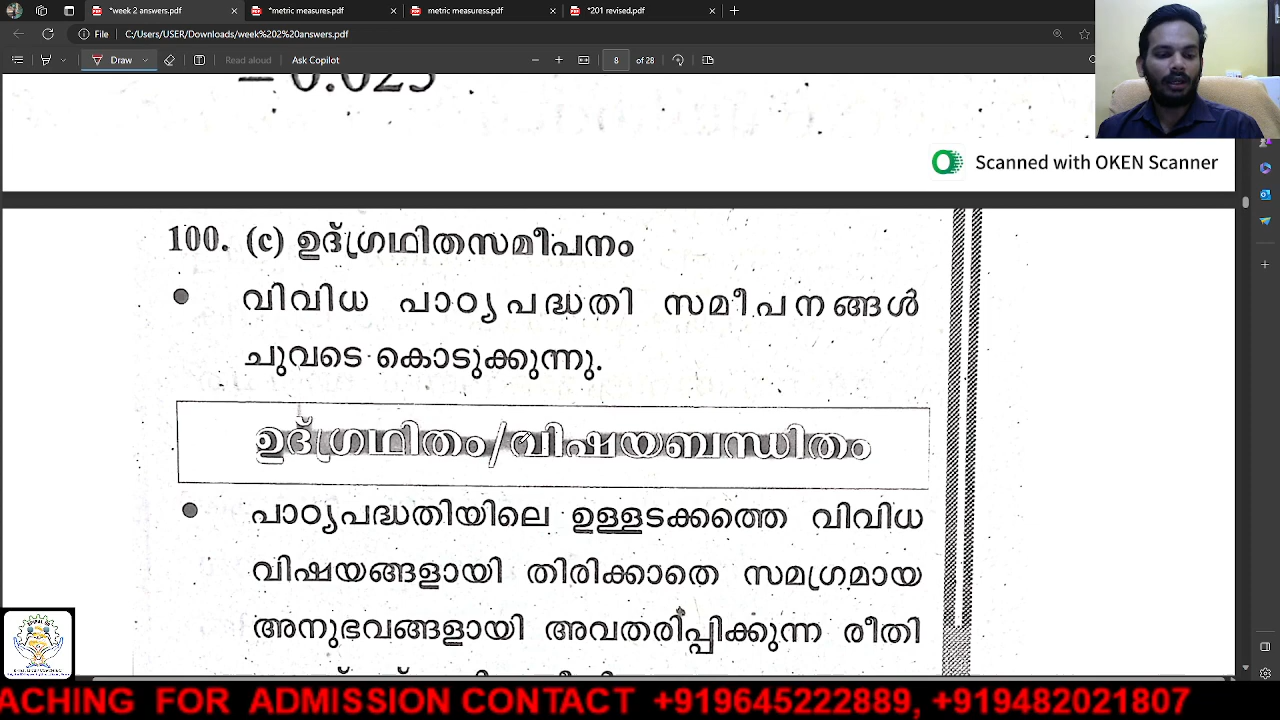 *week 2 answers.pdf
*metric measures.pdf
metric measuress.pdf
*201 revised.pdf
File
C:/Users/USER/Downloads/week%202%20answers.pdf
Draw
Read aloud
Ask Copilot
8
of 28
= 0.025
Scanned with OKEN Scanner
100. (c) ഉദ്ഗ്രഥിതസമീപനം
വിവിധ പാഠ്യപദ്ധതി സമീപനങ്ങൾ
ചുവടെ കൊടുക്കുന്നു.
ഉദ്ഗ്രഥിതം/വിഷയബന്ധിതം
പാഠ്യപദ്ധതിയിലെ ഉള്ളടക്കത്തെ വിവിധ
വിഷയങ്ങളായി തിരിക്കാതെ സമഗ്രമായ
അനുഭവങ്ങളായി അവതരിപ്പിക്കുന്ന രീതി
ACHING FOR ADMISSION CONTACT +919645222889, +919482021807